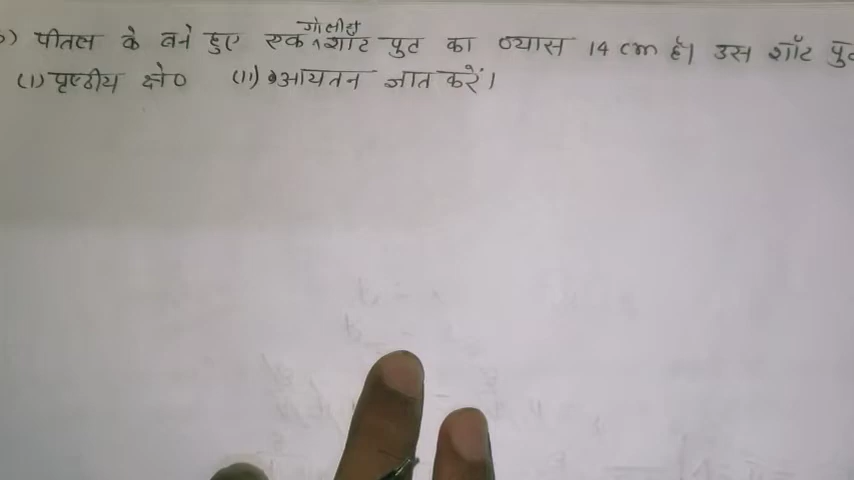 पीतल के बने हुए एक गोलीय शॉट पुट का व्यास 14 cm है। उस शॉट
(i) पृष्ठीय क्षे० (ii) आयतन ज्ञात करें।